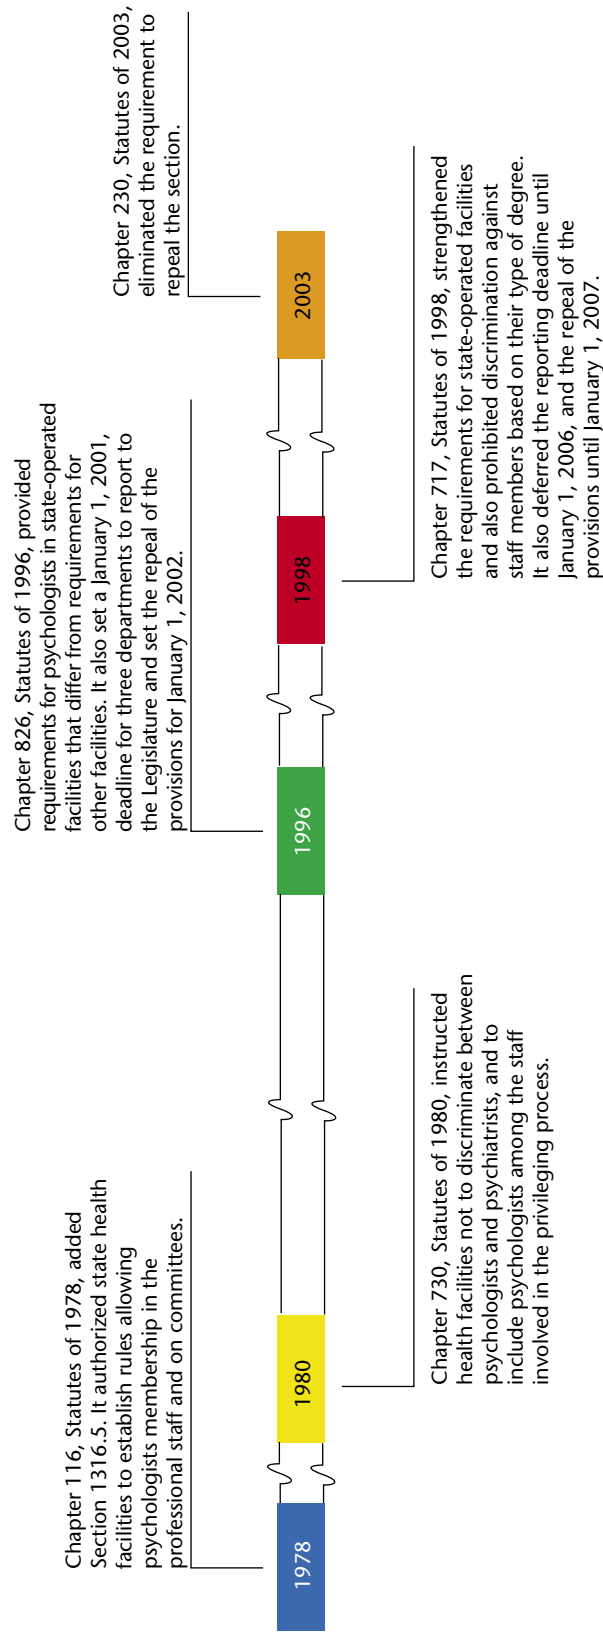 Chapter 116, Statutes of 1978, added
Section 1316.5. It authorized state health
facilities to establish rules allowing
psychologists membership in the
professional staff and on committees.
Chapter 826, Statutes of 1996, provided
requirements for psychologists in state-operated
facilities that differ from requirements for
other facilities. It also set a January 1, 2001,
deadline for three departments to report to
the Legislature and set the repeal of the
provisions for January 1, 2002.
Chapter 230, Statutes of 2003,
eliminated the requirement to
repeal the section.
1978
1980
1996
1998
2003
Chapter 730, Statutes of 1980, instructed
health facilities not to discriminate between
psychologists and psychiatrists, and to
include psychologists among the staff
involved in the privileging process.
Chapter 717, Statutes of 1998, strengthened
the requirements for state-operated facilities
and also prohibited discrimination against
staff members based on their type of degree.
It also deferred the reporting deadline until
January 1, 2006, and the repeal of the
provisions until January 1, 2007.